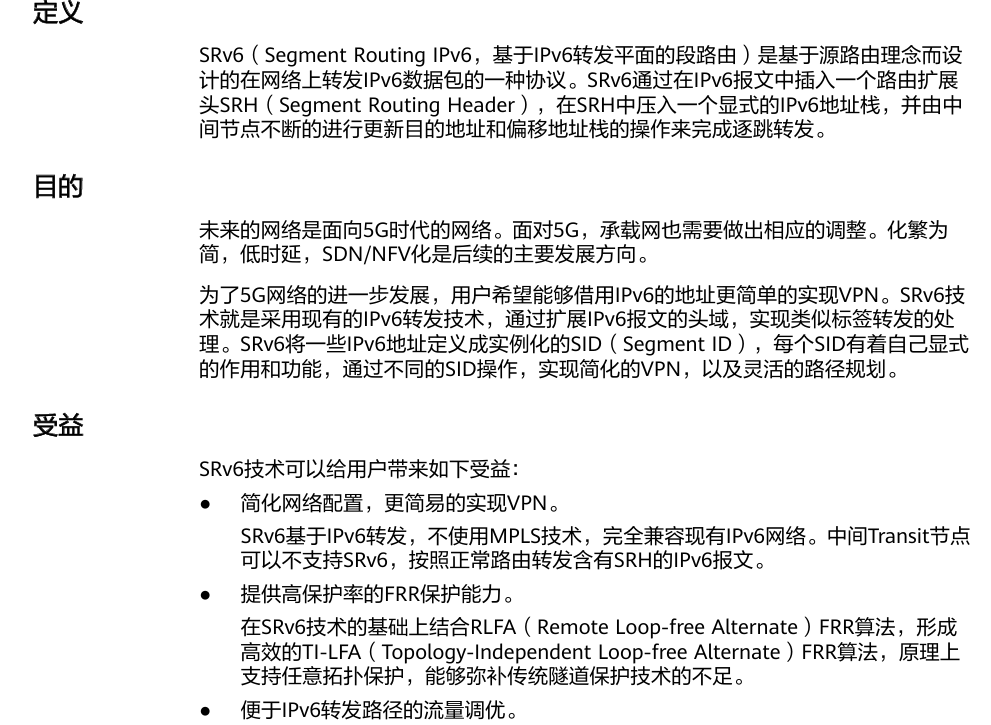 定义
SRv6（Segment Routing IPv6，基于IPv6转发平面的段路由）是基于源路由理念而设
计的在网络上转发IPv6数据包的一种协议。SRv6通过在IPv6报文中插入一个路由扩展
头SRH（Segment Routing Header），在SRH中压入一个显式的IPv6地址栈，并由中
间节点不断的进行更新目的地址和偏移地址栈的操作来完成逐跳转发。
目的
未来的网络是面向5G时代的网络。面对5G，承载网也需要做出相应的调整。化繁为
简，低时延，SDN/NFV化是后续的主要发展方向。
为了5G网络的进一步发展，用户希望能够借用IPv6的地址更简单的实现VPN。SRv6技
术就是采用现有的IPv6转发技术，通过扩展IPv6报文的头域，实现类似标签转发的处
理。SRv6将一些IPv6地址定义成实例化的SID（Segment ID），每个SID有着自己显式
的作用和功能，通过不同的SID操作，实现简化的VPN，以及灵活的路径规划。
受益
SRv6技术可以给用户带来如下受益：
● 简化网络配置，更简易的实现VPN。
SRv6基于IPv6转发，不使用MPLS技术，完全兼容现有IPv6网络。中间Transit节点
可以不支持SRv6，按照正常路由转发含有SRH的IPv6报文。
● 提供高保护率的FRR保护能力。
在SRv6技术的基础上结合RLFA（Remote Loop-free Alternate）FRR算法，形成
高效的TI-LFA（Topology-Independent Loop-free Alternate）FRR算法，原理上
支持任意拓扑保护，能够弥补传统隧道保护技术的不足。
● 便于IPv6转发路径的流量调优。